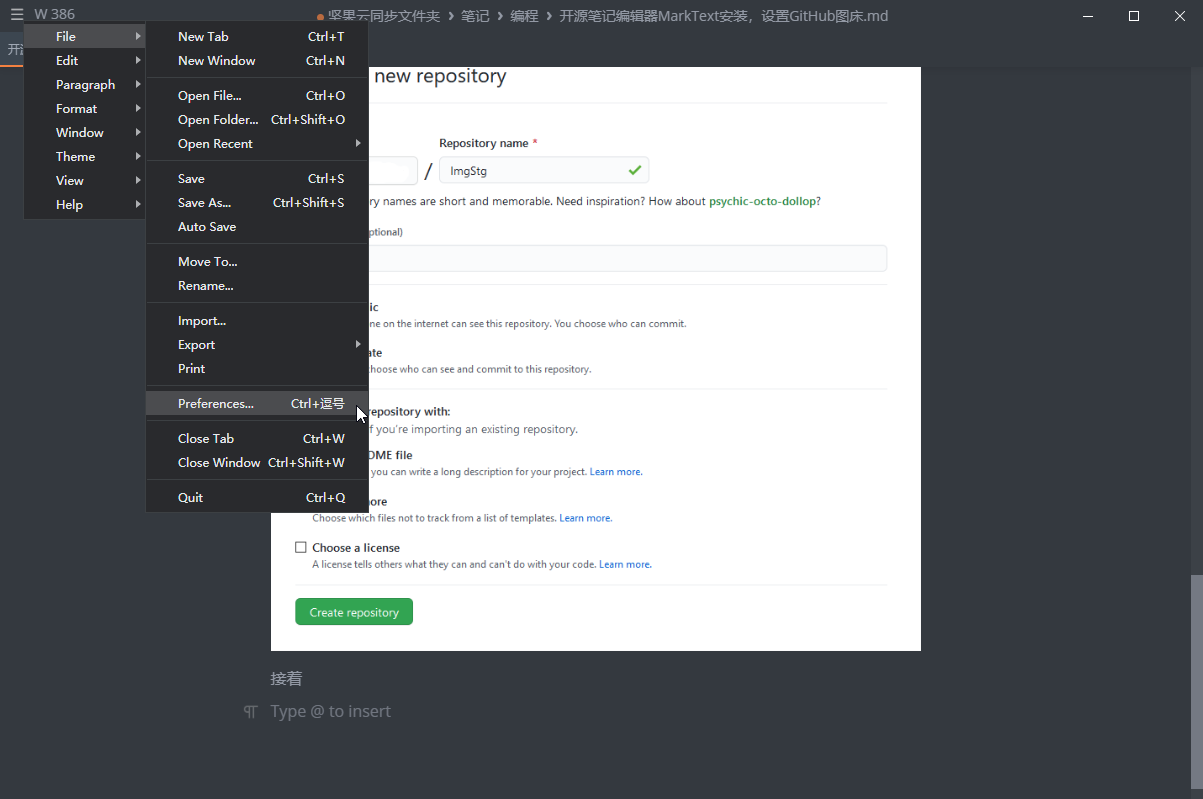 W 386
坚果云同步文件夹 › 笔记 › 编程 › 开源笔记编辑器MarkText安装，设置GitHub图床.md
File
Edit
Paragraph
Format
Window
Theme
View
Help
New Tab Ctrl+T
New Window Ctrl+N
Open File... Ctrl+O
Open Folder... Ctrl+Shift+O
Open Recent
Save Ctrl+S
Save As... Ctrl+Shift+S
Auto Save
Move To...
Rename...
Import...
Export
Print
Preferences... Ctrl+逗号
Close Tab Ctrl+W
Close Window Ctrl+Shift+W
Quit Ctrl+Q
new repository
Repository name *
/ ImgStg
ry names are short and memorable. Need inspiration? How about psychic-octo-dollop?
ptional)
ic
ne on the internet can see this repository. You choose who can commit.
ate
hoose who can see and commit to this repository.
repository with:
if you're importing an existing repository.
OME file
you can write a long description for your project. Learn more.
ore
Choose which files not to track from a list of templates. Learn more.
Choose a license
A license tells others what they can and can't do with your code. Learn more.
Create repository
接着
Type @ to insert